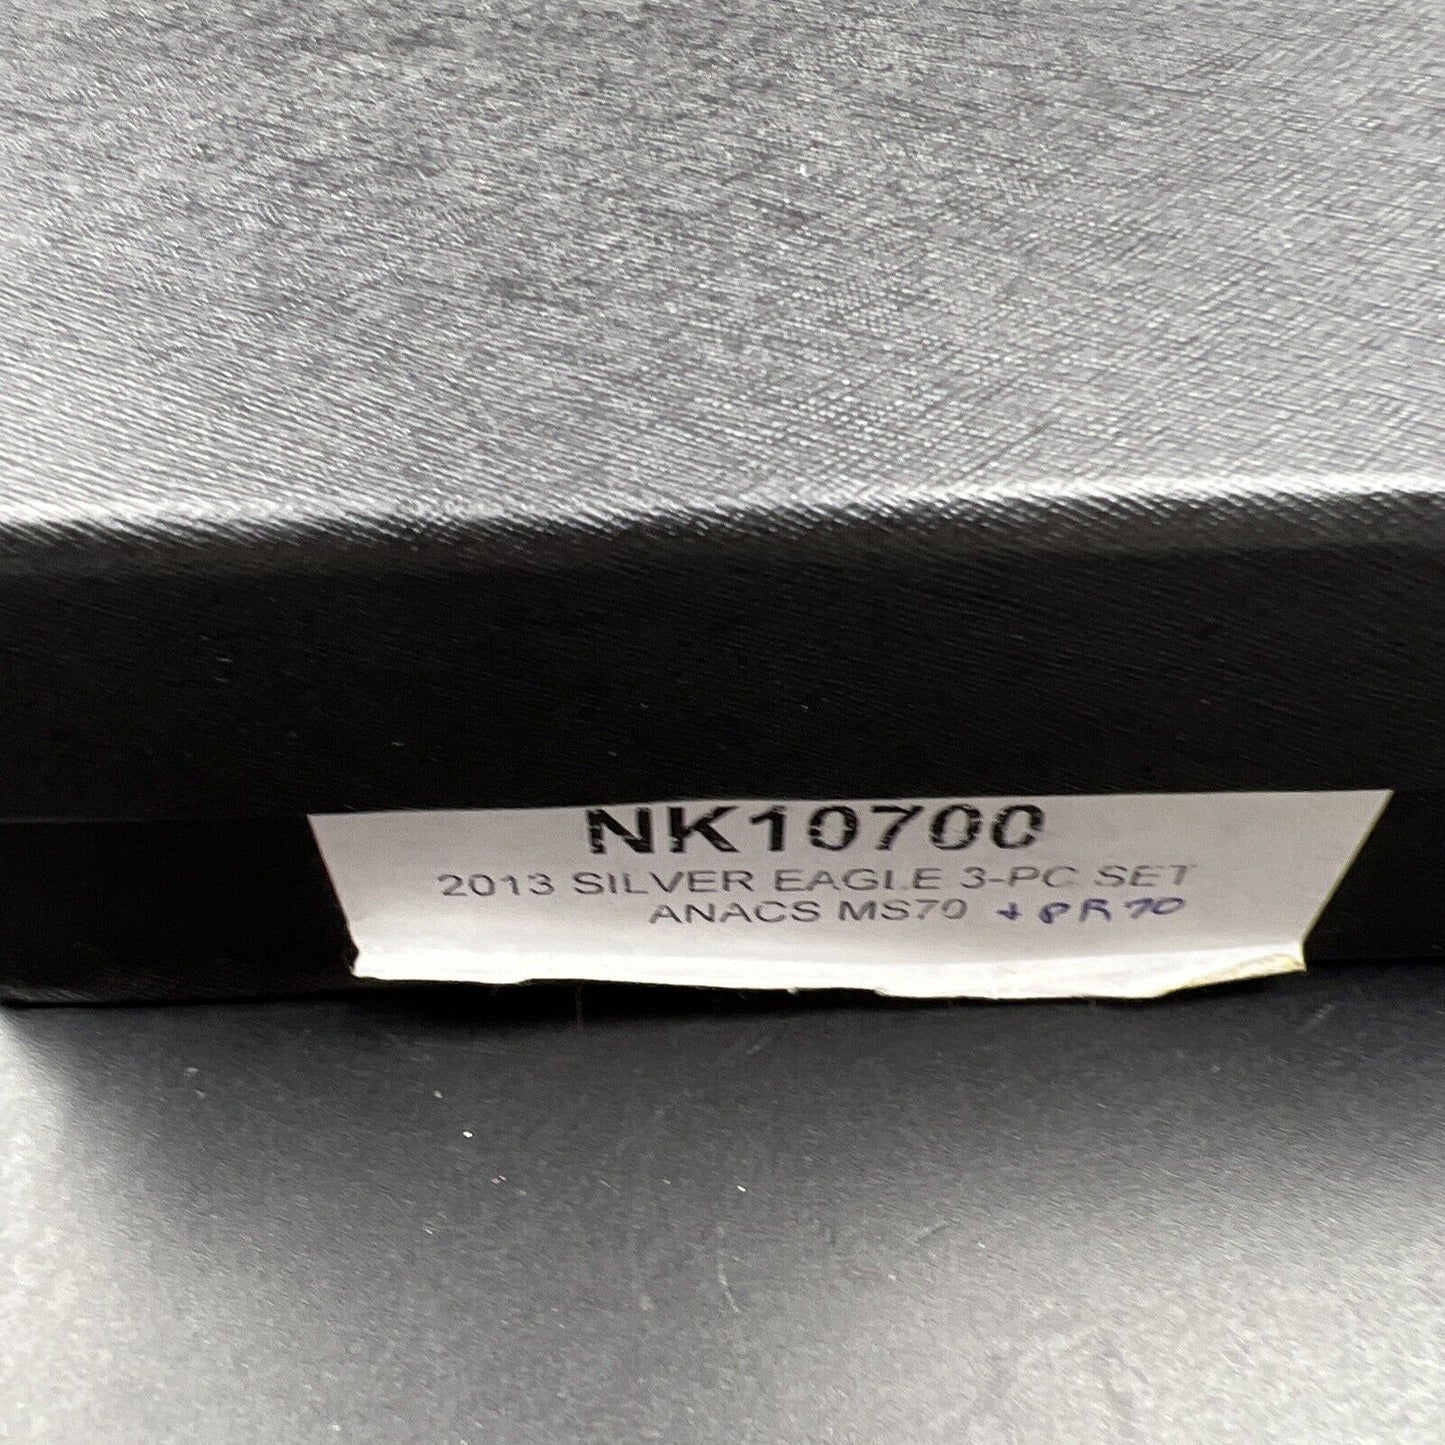 NK10700
2013 SILVER EAGLE 3-PC SET
ANACS MS70 + PR70